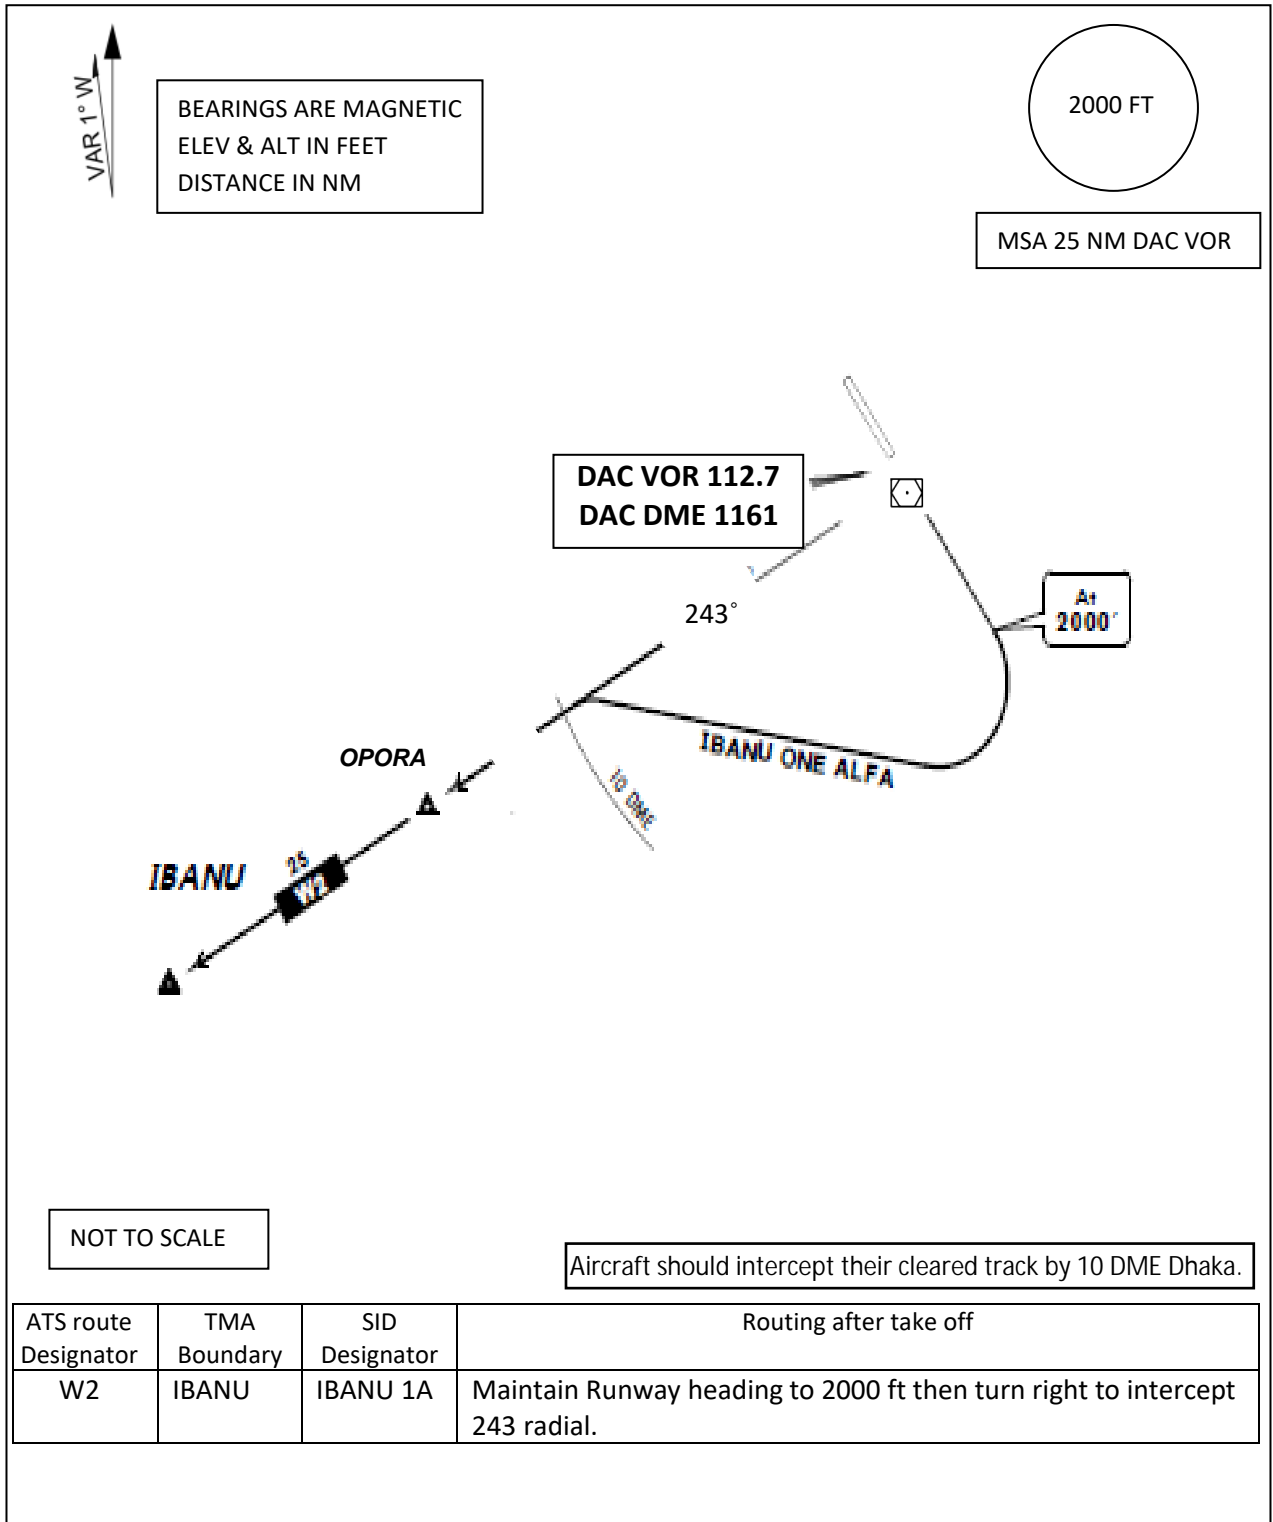 VAR 1° W
BEARINGS ARE MAGNETIC
ELEV & ALT IN FEET
DISTANCE IN NM
2000 FT
MSA 25 NM DAC VOR
DAC VOR 112.7
DAC DME 1161
243°
At
2000'
IBANU ONE ALFA
10 DME
OPORA
IBANU
25
W2
NOT TO SCALE
Aircraft should intercept their cleared track by 10 DME Dhaka.
ATS route Designator
TMA Boundary
SID Designator
Routing after take off
W2
IBANU
IBANU 1A
Maintain Runway heading to 2000 ft then turn right to intercept
243 radial.